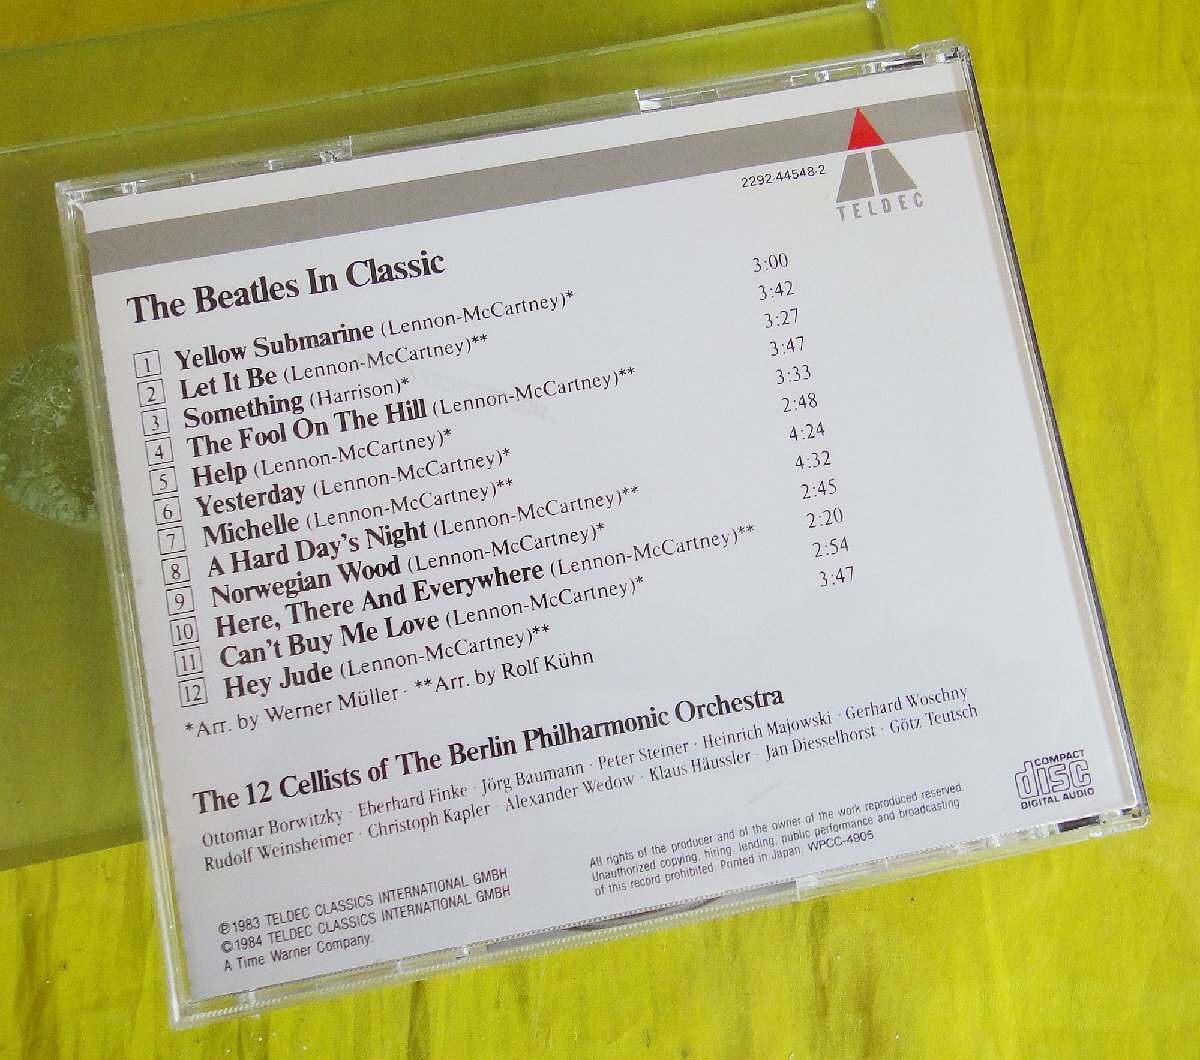 2292-44548-2
TELDEC
The Beatles In Classic
1 Yellow Submarine (Lennon-McCartney)* 3:00
2 Let It Be (Lennon-McCartney)** 3:42
3 Something (Harrison)* 3:27
4 The Fool On The Hill (Lennon-McCartney)** 3:47
5 Help (Lennon-McCartney)* 3:33
6 Yesterday (Lennon-McCartney)* 2:48
7 Michelle (Lennon-McCartney)** 4:24
8 A Hard Day's Night (Lennon-McCartney)** 4:32
9 Norwegian Wood (Lennon-McCartney)* 2:45
10 Here, There And Everywhere (Lennon-McCartney)** 2:20
11 Can't Buy Me Love (Lennon-McCartney)* 2:54
12 Hey Jude (Lennon-McCartney)** 3:47
*Arr. by Werner Müller · **Arr. by Rolf Kühn
The 12 Cellists of The Berlin Philharmonic Orchestra
Ottomar Borwitzky · Eberhard Finke · Jörg Baumann · Peter Steiner · Heinrich Majowski · Gerhard Woschny
Rudolf Weinsheimer · Christoph Kapler · Alexander Wedow · Klaus Häussler · Jan Diesselhorst · Götz Teutsch
COMPACT
disc
DIGITAL AUDIO
All rights of the producer and of the owner of the work reproduced reserved.
Unauthorized copying, hiring, lending, public performance and broadcasting
of this record prohibited. Printed in Japan. WPCC-4905
℗1983 TELDEC CLASSICS INTERNATIONAL GMBH
©1984 TELDEC CLASSICS INTERNATIONAL GMBH
A Time Warner Company.